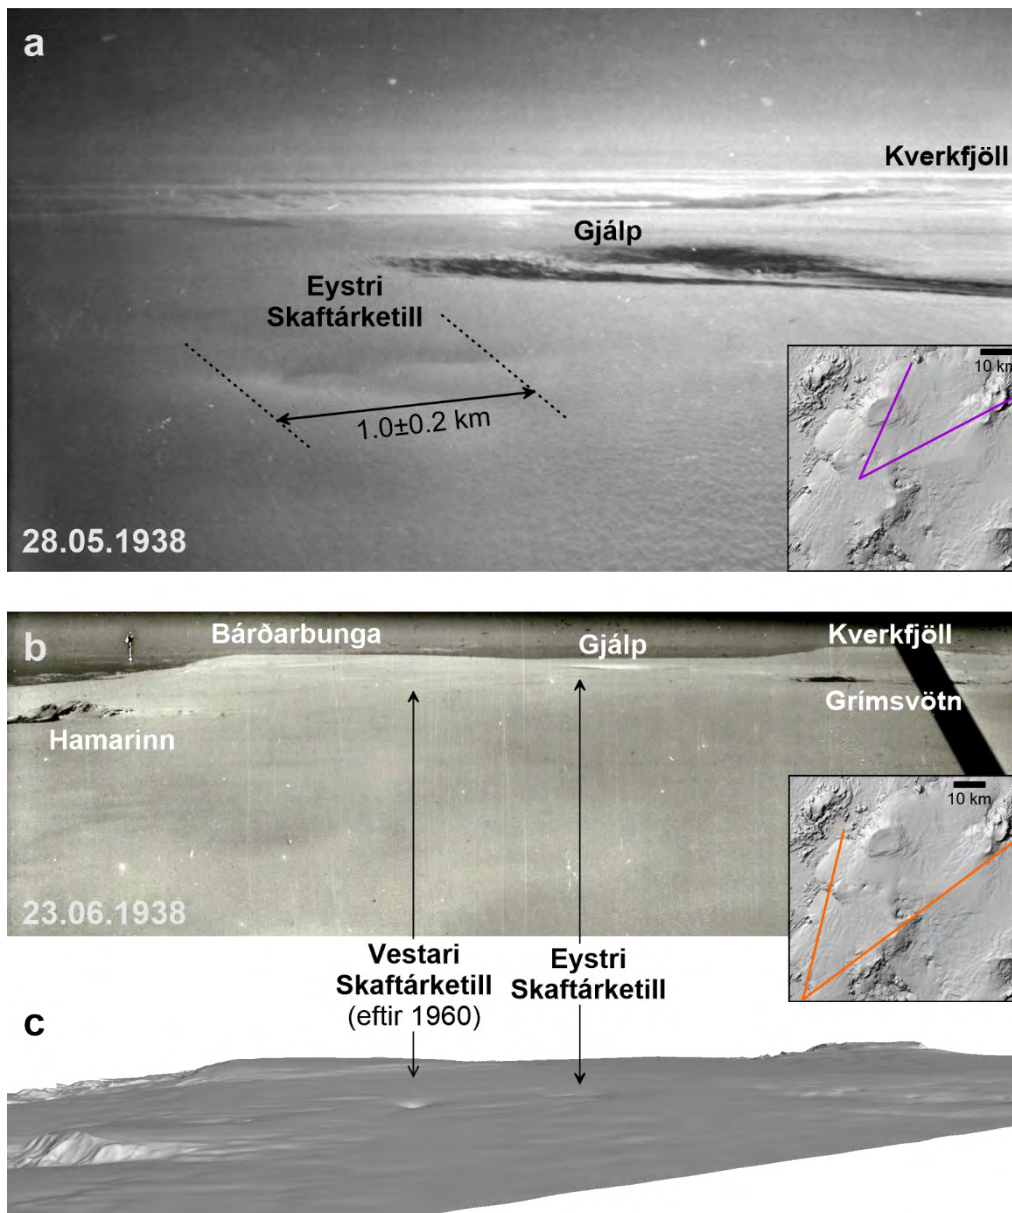 a
Kverkfjöll
Gjálp
Eystri
Skaftárketill
1.0±0.2 km
10 km
28.05.1938
b
Bárðarbunga
Gjálp
Kverkfjöll
Grímsvötn
Hamarinn
10 km
23.06.1938
Vestari
Skaftárketill
(eftir 1960)
Eystri
Skaftárketill
c